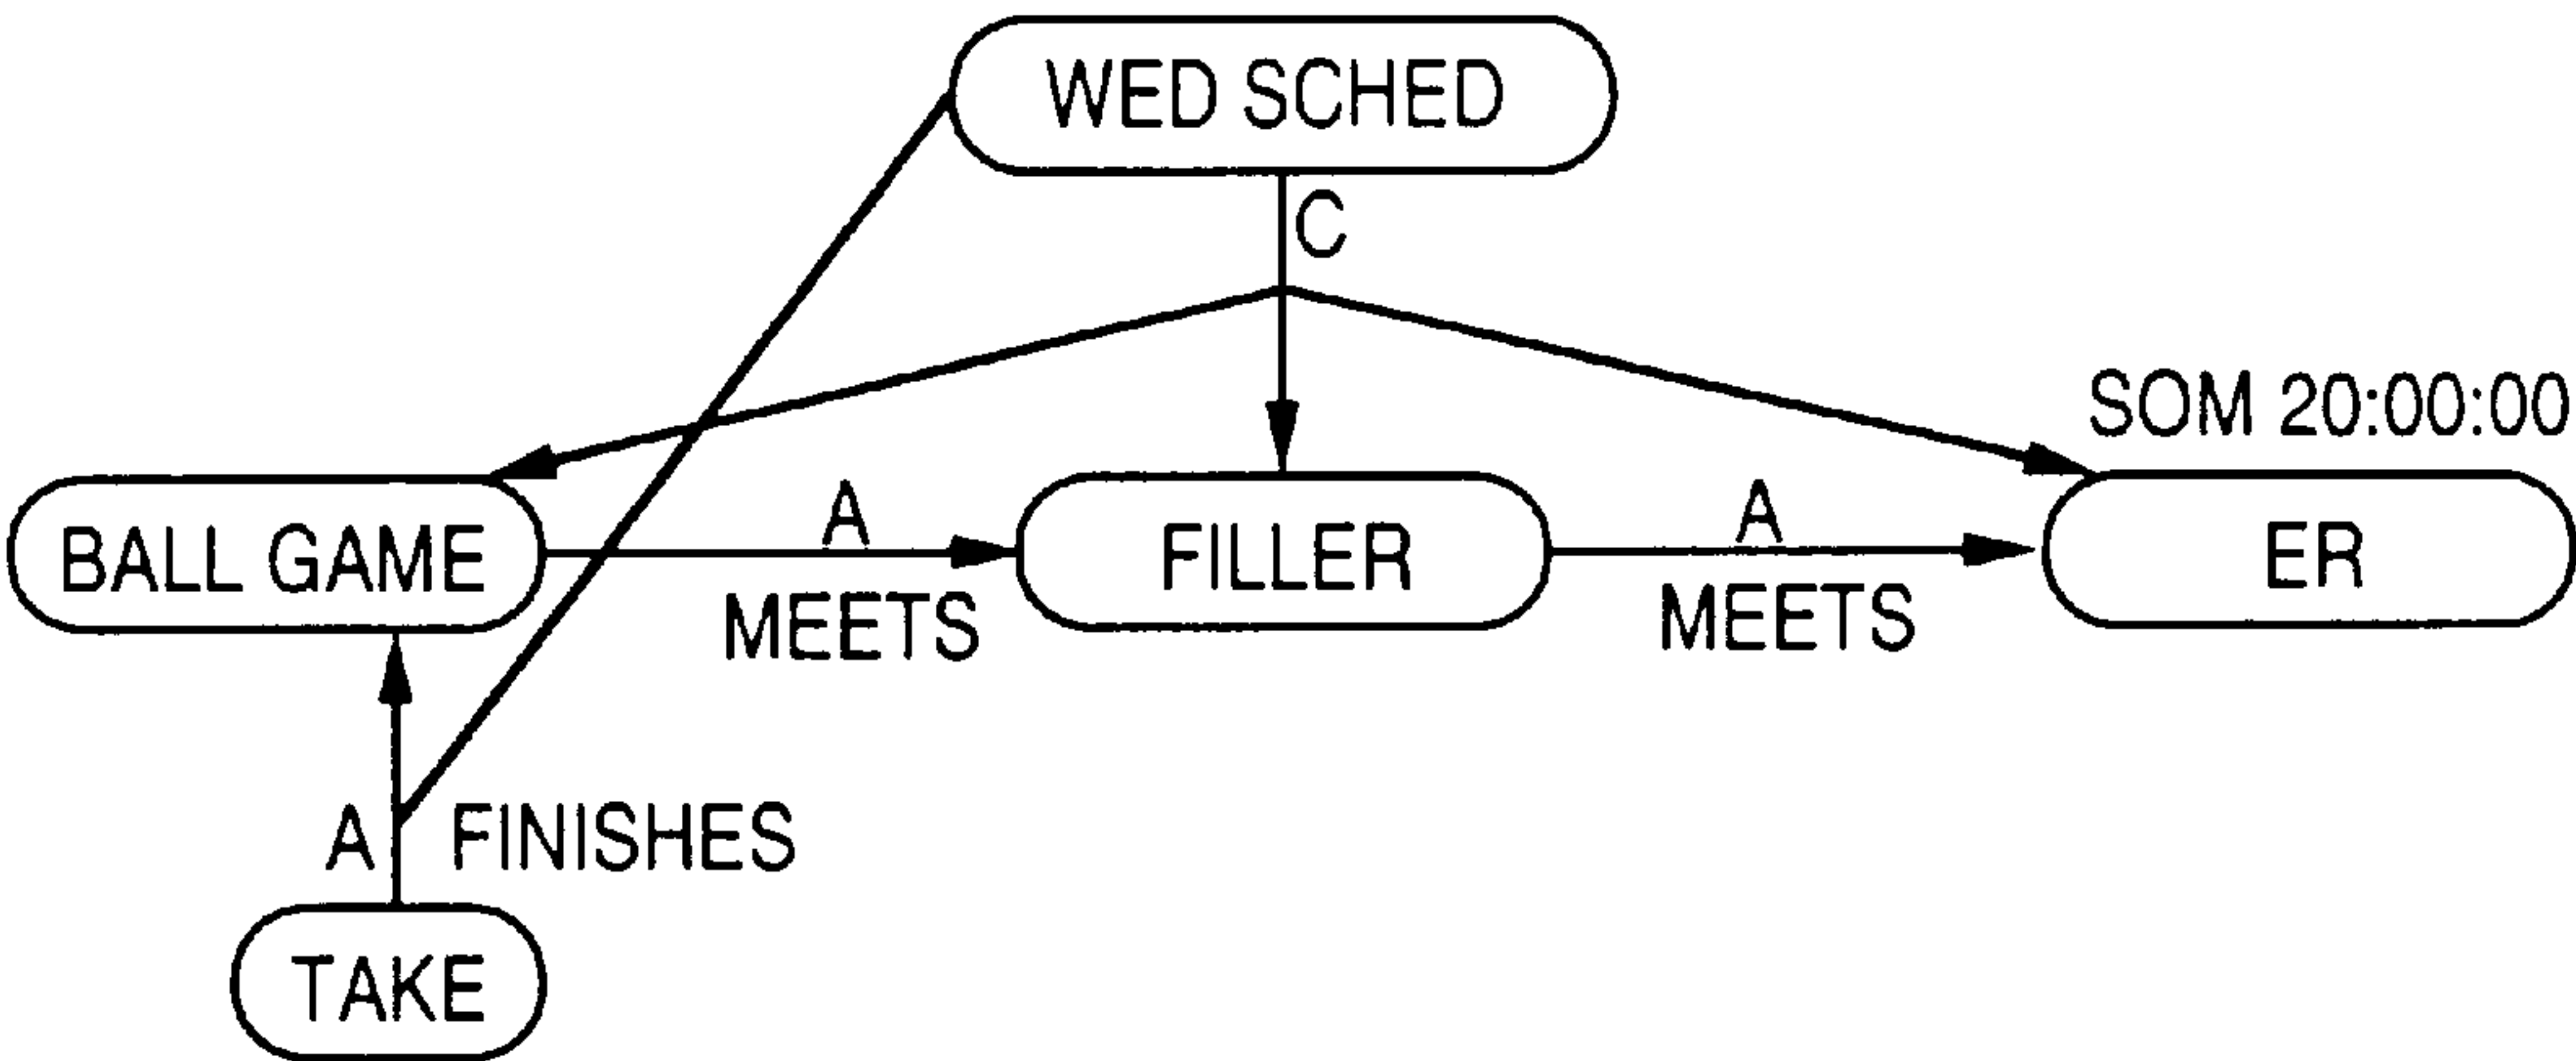 WED SCHED
C
SOM 20:00:00
BALL GAME
A
MEETS
FILLER
A
MEETS
ER
A FINISHES
TAKE